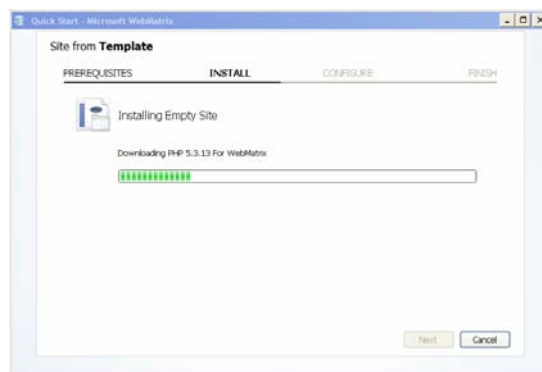 Quick Start - Microsoft WebMatrix
Site from Template
PREREQUISITES INSTALL CONFIGURE FINISH
Installing Empty Site
Downloading PHP 5.3.13 For WebMatrix
Next Cancel